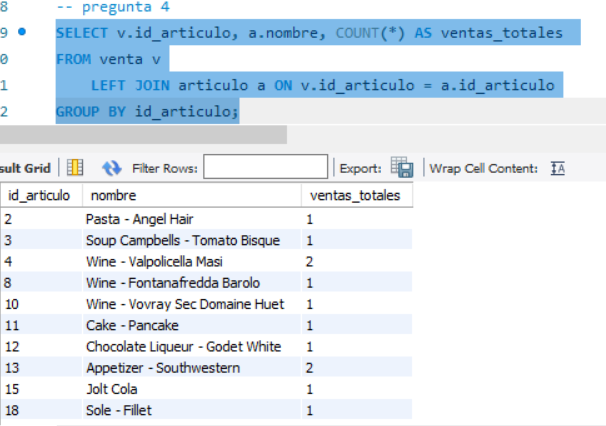 8 -- pregunta 4
9 SELECT v.id_articulo, a.nombre, COUNT(*) AS ventas_totales
0 FROM venta v
1 LEFT JOIN articulo a ON v.id_articulo = a.id_articulo
2 GROUP BY id_articulo;
sult Grid Filter Rows: Export: Wrap Cell Content: IA
id_articulo nombre ventas_totales
2 Pasta - Angel Hair 1
3 Soup Campbells - Tomato Bisque 1
4 Wine - Valpolicella Masi 2
8 Wine - Fontanafredda Barolo 1
10 Wine - Vovray Sec Domaine Huet 1
11 Cake - Pancake 1
12 Chocolate Liqueur - Godet White 1
13 Appetizer - Southwestern 2
15 Jolt Cola 1
18 Sole - Fillet 1